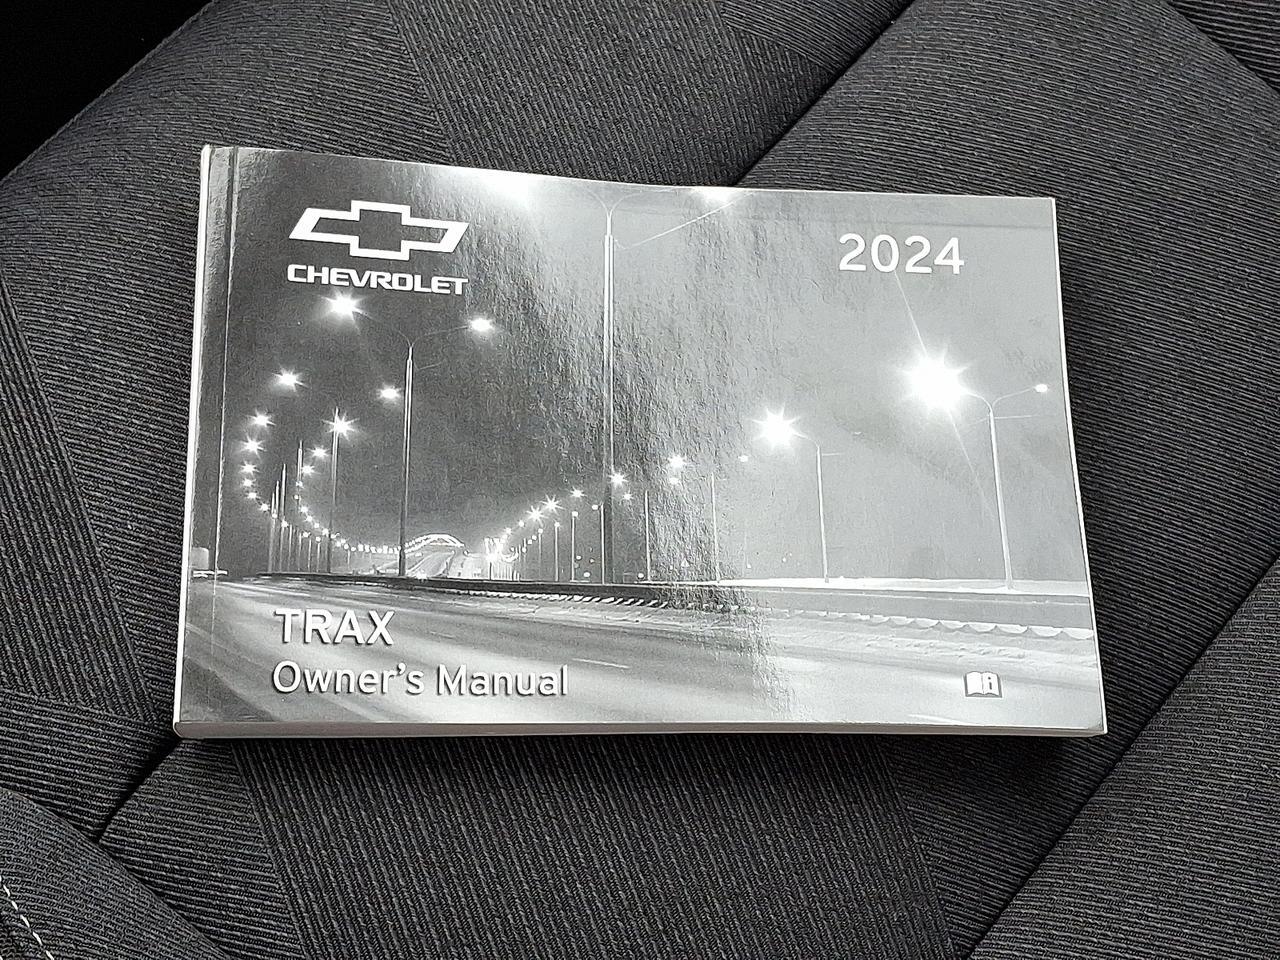 CHEVROLET
2024
TRAX
Owner's Manual